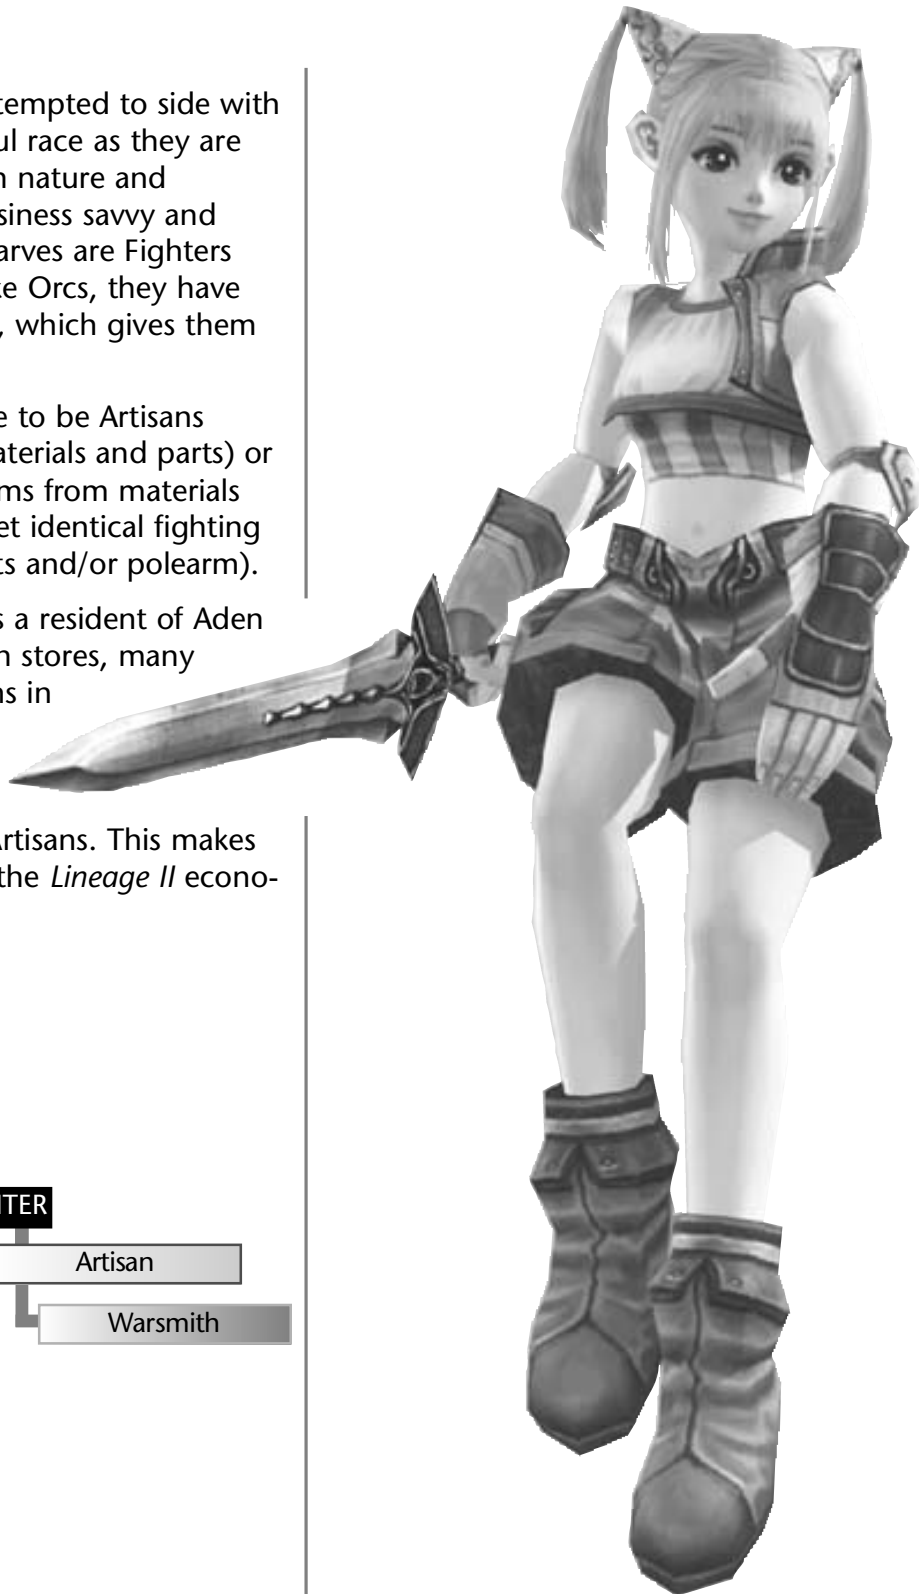 tempted to side with
ul race as they are
n nature and
siness savvy and
arves are Fighters
ke Orcs, they have
, which gives them
e to be Artisans
aterials and parts) or
ms from materials
et identical fighting
ts and/or polearm).
s a resident of Aden
n stores, many
ns in
Artisans. This makes
the Lineage II econo-
HTER
Artisan
Warsmith